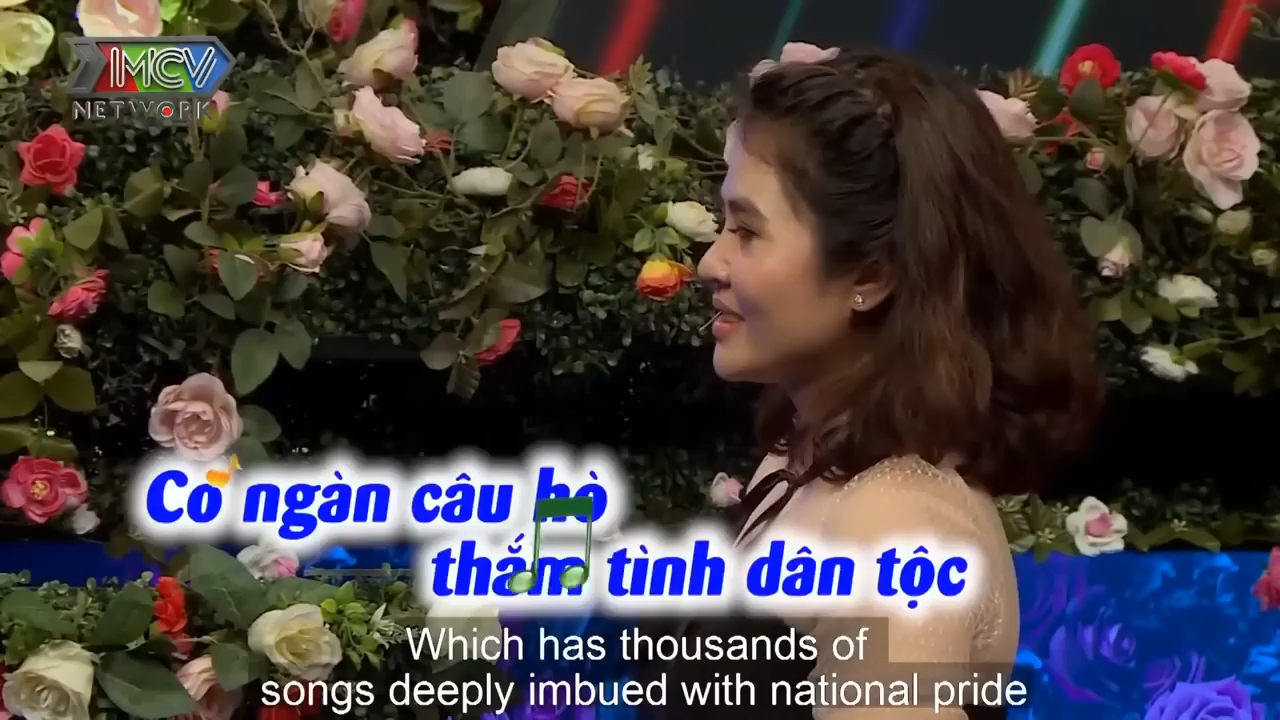 MCV
NETWORK
Có ngàn câu hò
thắm tình dân tộc
Which has thousands of
songs deeply imbued with national pride